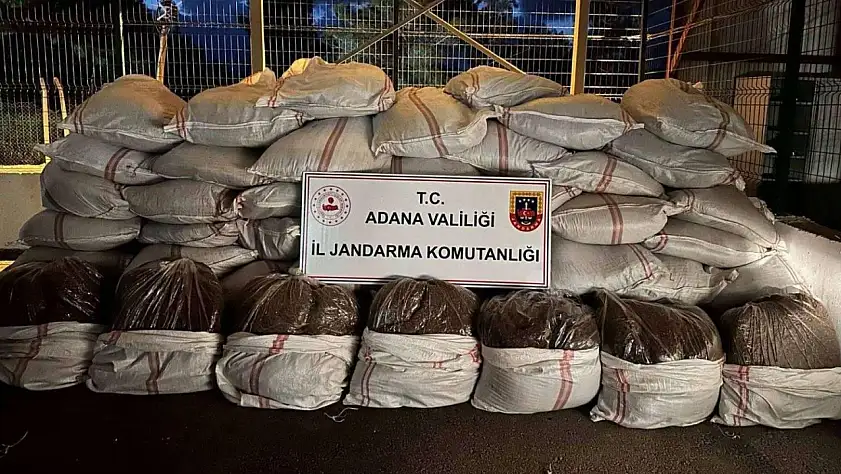 T.C.
ADANA VALİLİĞİ
İL JANDARMA KOMUTANLIĞI